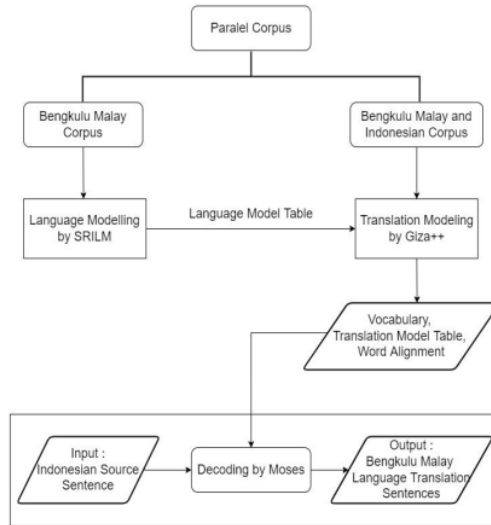 Paralel Corpus
Bengkulu Malay
Corpus
Bengkulu Malay and
Indonesian Corpus
Language Modelling
by SRILM
Language Model Table
Translation Modeling
by Giza++
Vocabulary,
Translation Model Table,
Word Alignment
Input :
Indonesian Source
Sentence
Decoding by Moses
Output :
Bengkulu Malay
Language Translation
Sentences